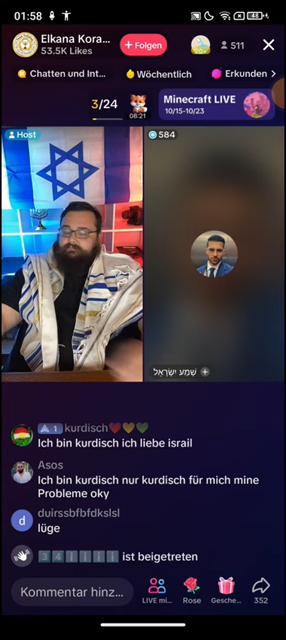 01:58
48
Elkana Kora...
53.5K Likes
+ Folgen
511
Chatten und Int...
Wöchentlich
Erkunden
3/24
08:21
Minecraft LIVE
10/15-10/23
Host
584
שְׁמַע יִשְׂרָאֵל
1 kurdisch
Ich bin kurdisch ich liebe israil
Asos
Ich bin kurdisch nur kurdisch für mich mine
Probleme oky
d
duirssbfbfdkslsl
lüge
ist beigetreten
Kommentar hinz...
LIVE mi...
Rose
Gesche...
352